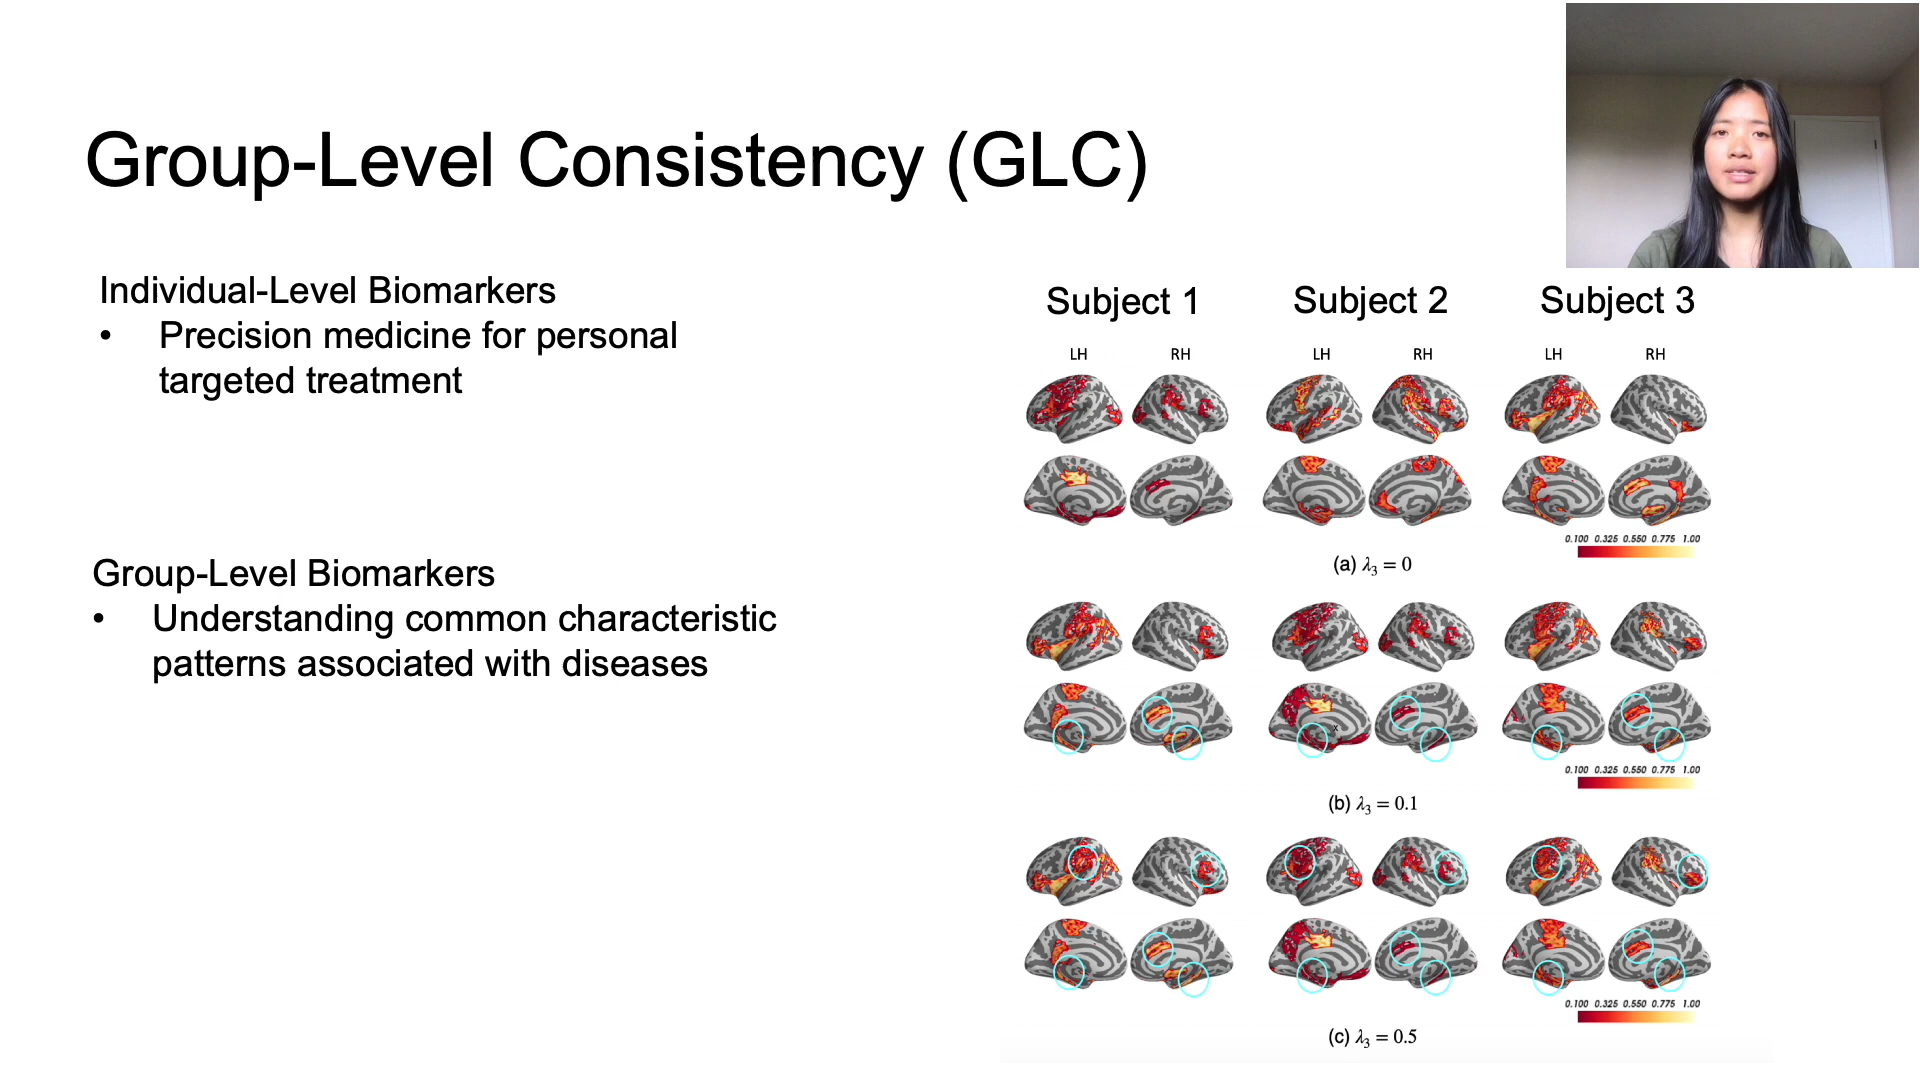 Group-Level Consistency (GLC)
Individual-Level Biomarkers
• Precision medicine for personal
targeted treatment
Group-Level Biomarkers
• Understanding common characteristic
patterns associated with diseases
Subject 1 Subject 2 Subject 3
LH RH LH RH LH RH
0.100 0.325 0.550 0.775 1.00
(a) λ₃ = 0
x
0.100 0.325 0.550 0.775 1.00
(b) λ₃ = 0.1
0.100 0.325 0.550 0.775 1.00
(c) λ₃ = 0.5